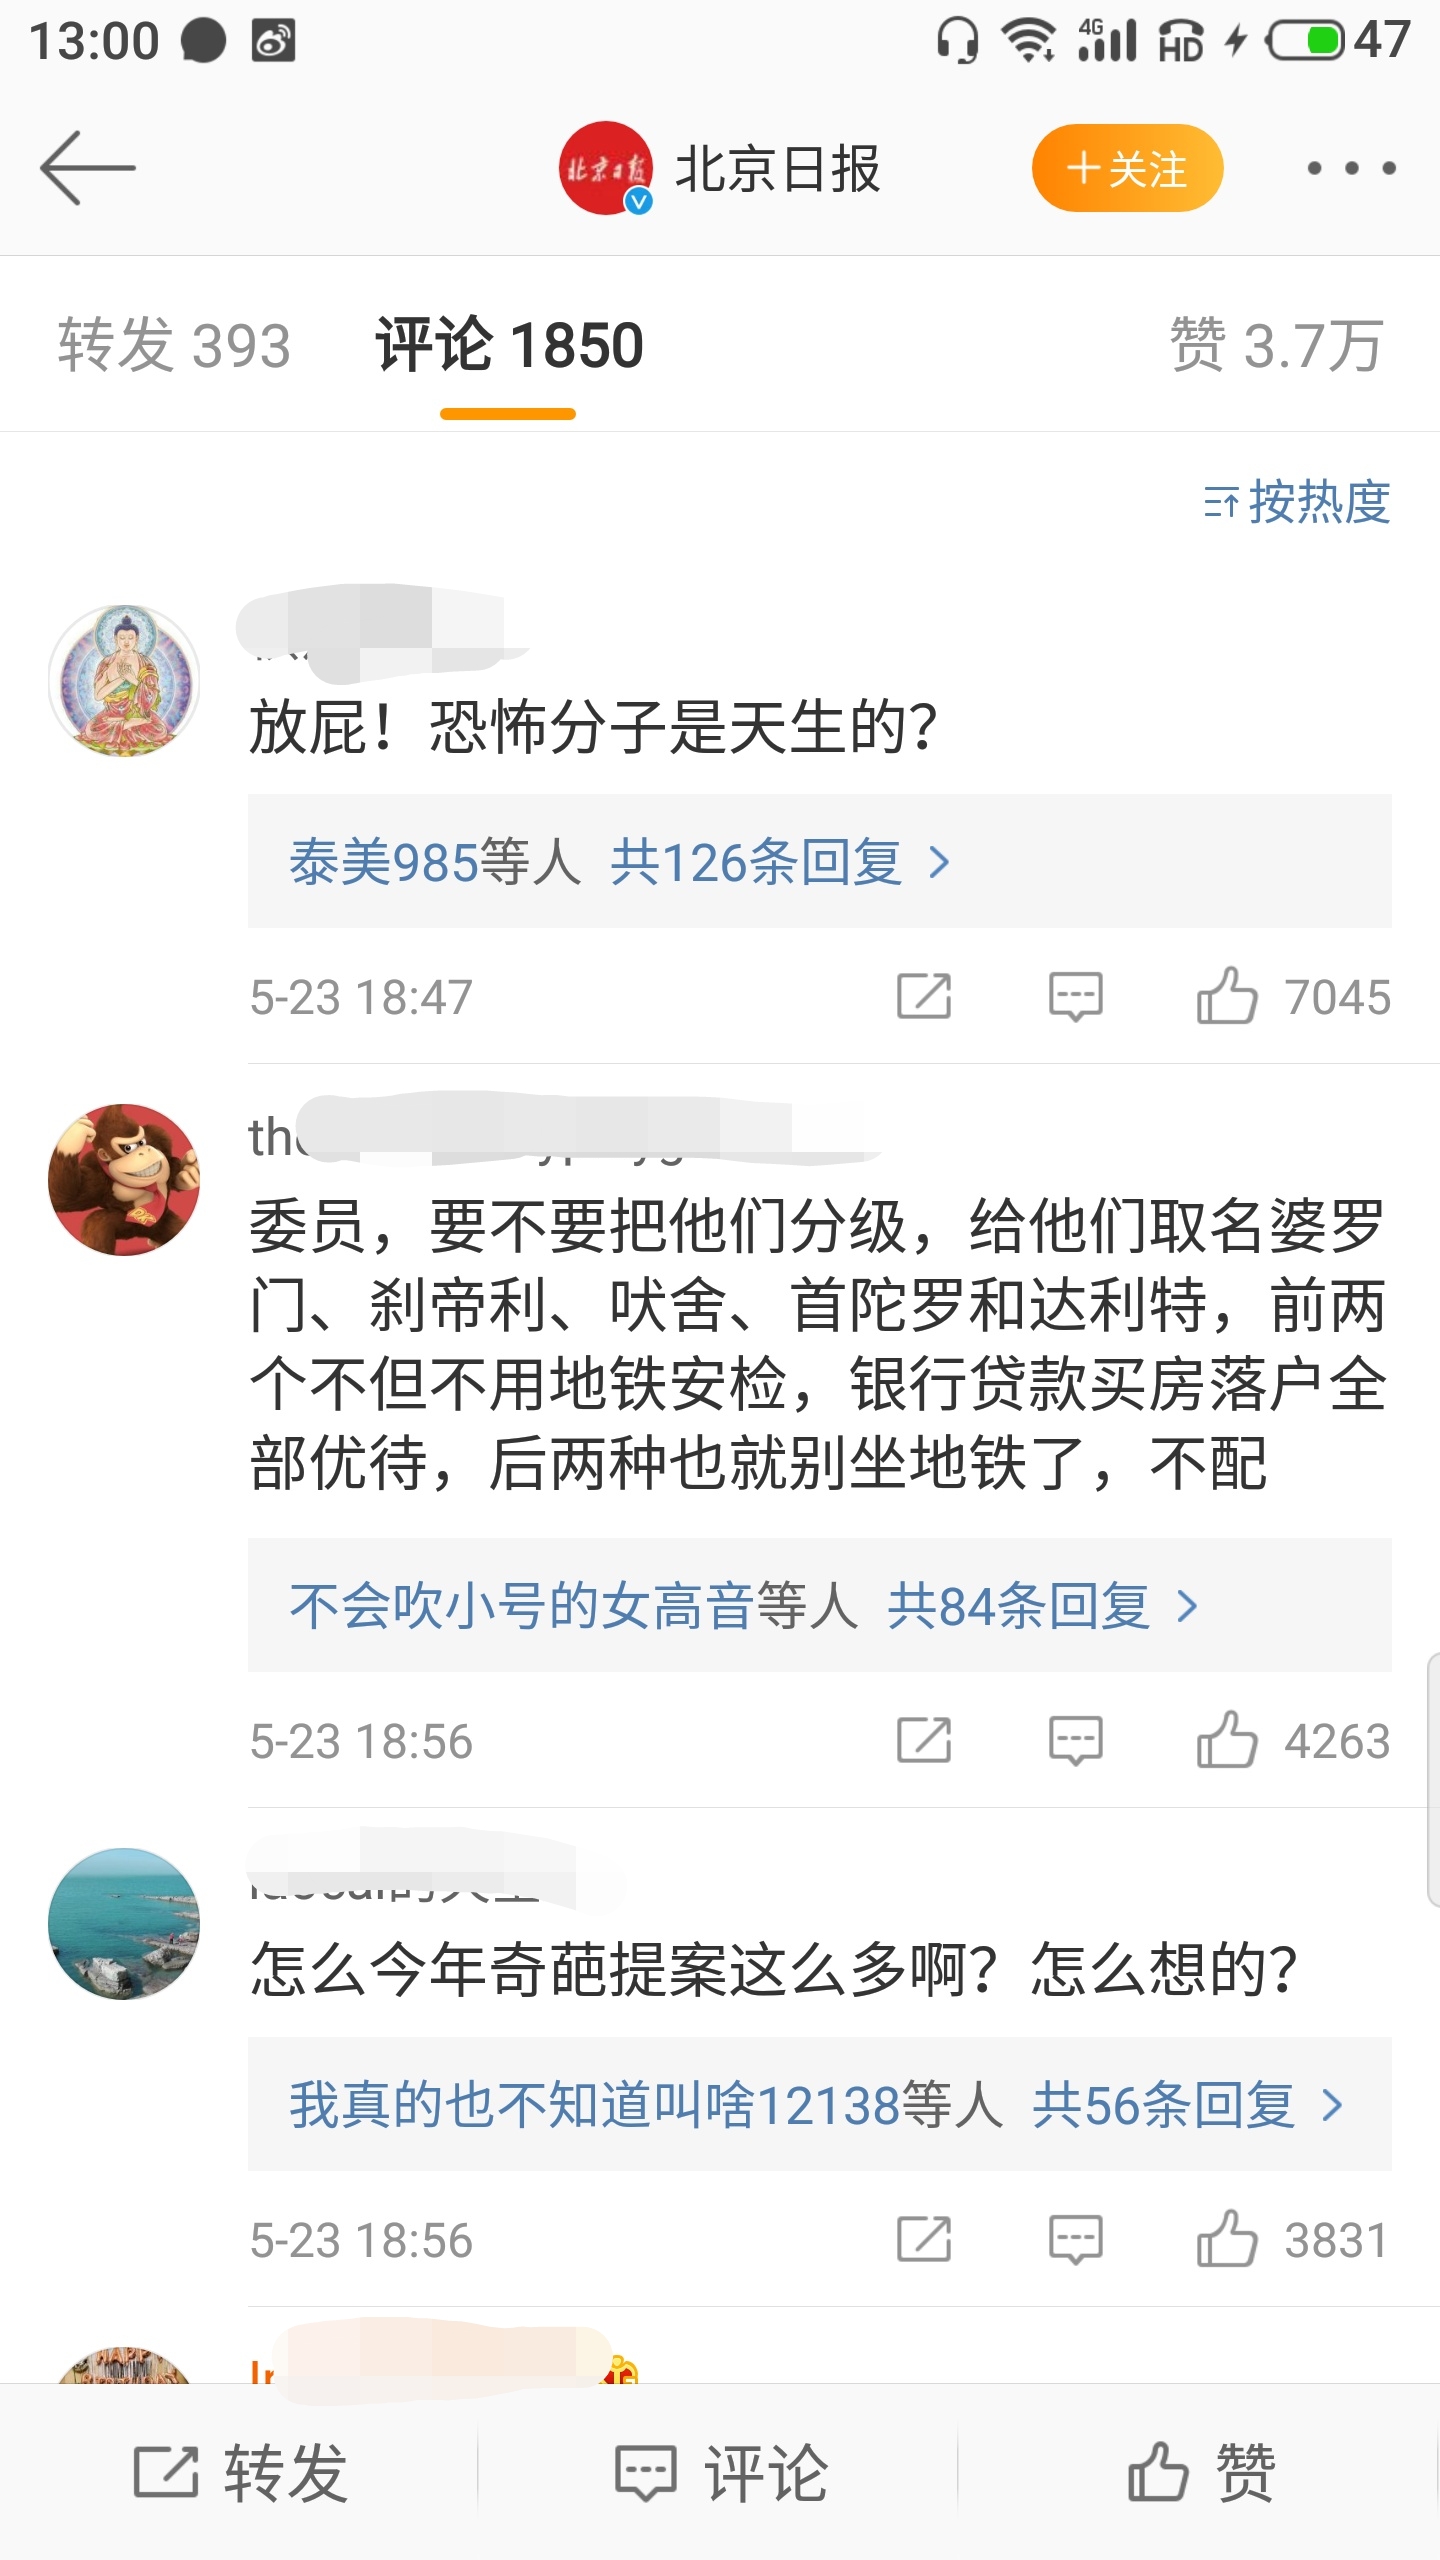 13:00
4G
HD
47
北京日报
北京日报
+关注
转发 393
评论 1850
赞 3.7万
按热度
放屁！恐怖分子是天生的？
泰美985等人 共126条回复 >
5-23 18:47
7045
委员，要不要把他们分级，给他们取名婆罗
门、刹帝利、吠舍、首陀罗和达利特，前两
个不但不用地铁安检，银行贷款买房落户全
部优待，后两种也就别坐地铁了，不配
不会吹小号的女高音等人 共84条回复 >
5-23 18:56
4263
怎么今年奇葩提案这么多啊？怎么想的？
我真的也不知道叫啥12138等人 共56条回复 >
5-23 18:56
3831
转发
评论
赞